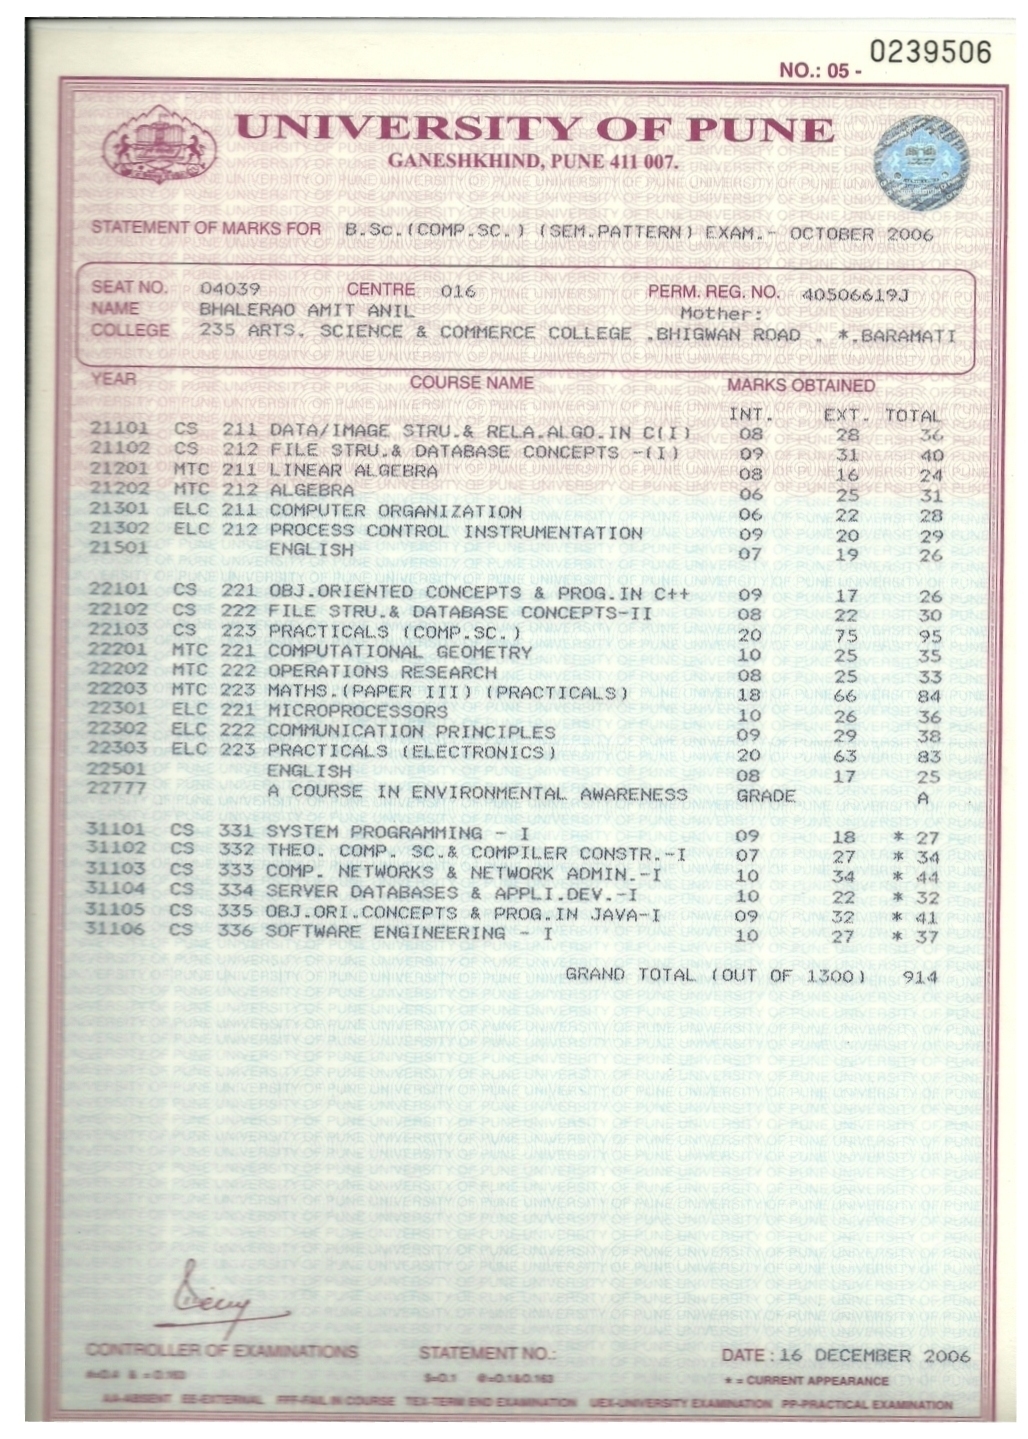 NO.: 05 - 0239506
UNIVERSITY OF PUNE
GANESHKHIND, PUNE 411 007.
STATEMENT OF MARKS FOR B.Sc.(COMP.SC.) (SEM.PATTERN) EXAM.- OCTOBER 2006
SEAT NO. 04039 CENTRE 016 PERM. REG. NO. 40506619J
NAME BHALERAO AMIT ANIL Mother:
COLLEGE 235 ARTS. SCIENCE & COMMERCE COLLEGE .BHIGWAN ROAD . *.BARAMATI
YEAR COURSE NAME MARKS OBTAINED
INT. EXT. TOTAL
21101 CS 211 DATA/IMAGE STRU.& RELA.ALGO.IN C(I) 08 28 36
21102 CS 212 FILE STRU.& DATABASE CONCEPTS -(I) 09 31 40
21201 MTC 211 LINEAR ALGEBRA 08 16 24
21202 MTC 212 ALGEBRA 06 25 31
21301 ELC 211 COMPUTER ORGANIZATION 06 22 28
21302 ELC 212 PROCESS CONTROL INSTRUMENTATION 09 20 29
21501 ENGLISH 07 19 26
22101 CS 221 OBJ.ORIENTED CONCEPTS & PROG.IN C++ 09 17 26
22102 CS 222 FILE STRU.& DATABASE CONCEPTS-II 08 22 30
22103 CS 223 PRACTICALS (COMP.SC.) 20 75 95
22201 MTC 221 COMPUTATIONAL GEOMETRY 10 25 35
22202 MTC 222 OPERATIONS RESEARCH 08 25 33
22203 MTC 223 MATHS.(PAPER III) (PRACTICALS) 18 66 84
22301 ELC 221 MICROPROCESSORS 10 26 36
22302 ELC 222 COMMUNICATION PRINCIPLES 09 29 38
22303 ELC 223 PRACTICALS (ELECTRONICS) 20 63 83
22501 ENGLISH 08 17 25
22777 A COURSE IN ENVIRONMENTAL AWARENESS GRADE A
31101 CS 331 SYSTEM PROGRAMMING - I 09 18 * 27
31102 CS 332 THEO. COMP. SC.& COMPILER CONSTR.-I 07 27 * 34
31103 CS 333 COMP. NETWORKS & NETWORK ADMIN.-I 10 34 * 44
31104 CS 334 SERVER DATABASES & APPLI.DEV.-I 10 22 * 32
31105 CS 335 OBJ.ORI.CONCEPTS & PROG.IN JAVA-I 09 32 * 41
31106 CS 336 SOFTWARE ENGINEERING - I 10 27 * 37
GRAND TOTAL (OUT OF 1300) 914
CONTROLLER OF EXAMINATIONS STATEMENT NO.: DATE : 16 DECEMBER 2006
#=O.4 & = O.163 $=O.1 @=O.1&O.163 * = CURRENT APPEARANCE
AA-ABSENT EE-EXTERNAL FFF-FAIL IN COURSE TEX-TERM END EXAMINATION UEX-UNIVERSITY EXAMINATION PP-PRACTICAL EXAMINATION